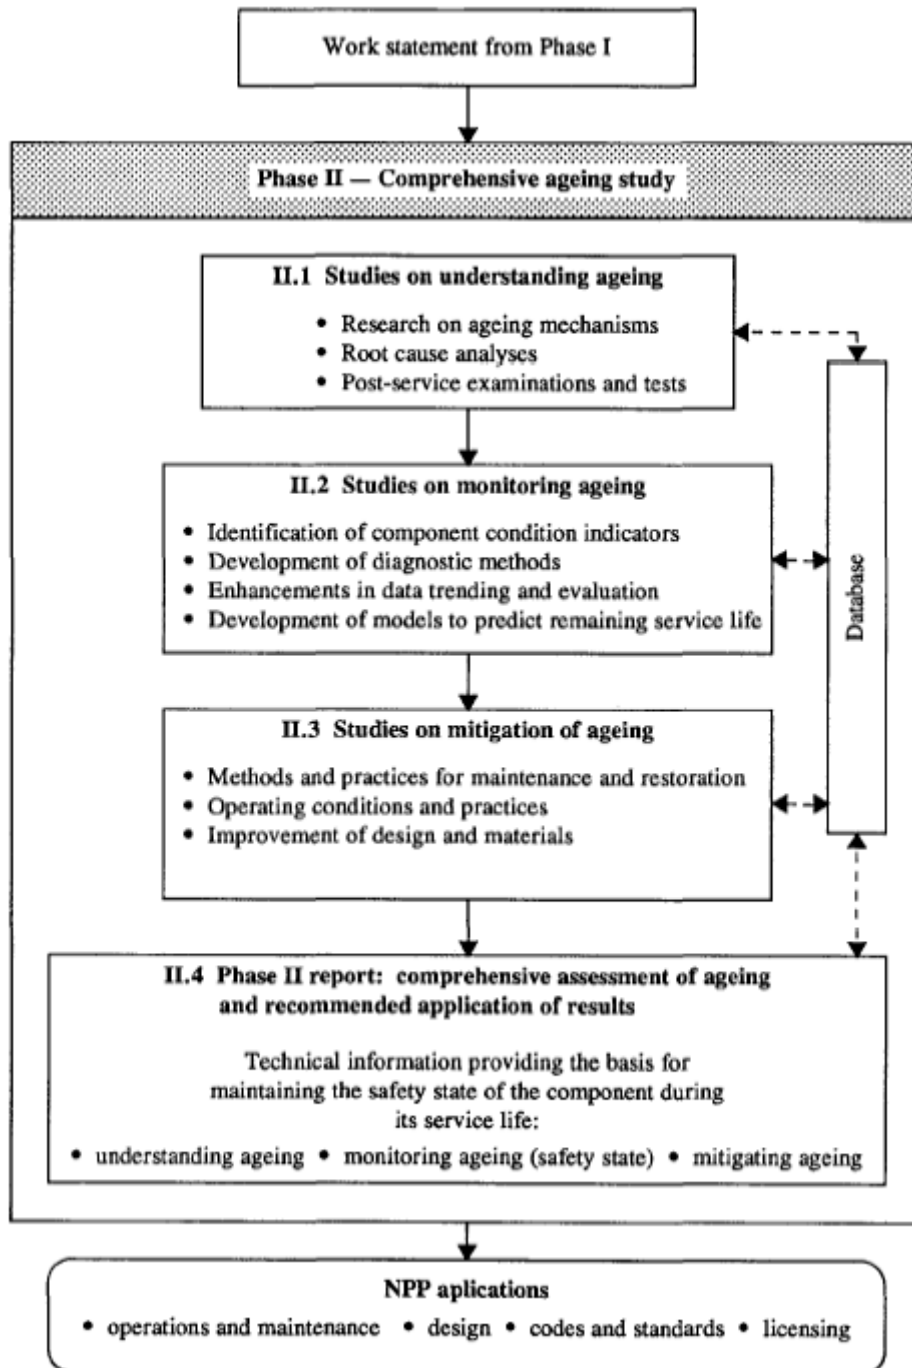 Work statement from Phase I
Phase II — Comprehensive ageing study
II.1 Studies on understanding ageing
• Research on ageing mechanisms
• Root cause analyses
• Post-service examinations and tests
II.2 Studies on monitoring ageing
• Identification of component condition indicators
• Development of diagnostic methods
• Enhancements in data trending and evaluation
• Development of models to predict remaining service life
Database
II.3 Studies on mitigation of ageing
• Methods and practices for maintenance and restoration
• Operating conditions and practices
• Improvement of design and materials
II.4 Phase II report: comprehensive assessment of ageing
and recommended application of results
Technical information providing the basis for
maintaining the safety state of the component during
its service life:
• understanding ageing • monitoring ageing (safety state) • mitigating ageing
NPP aplications
• operations and maintenance • design • codes and standards • licensing